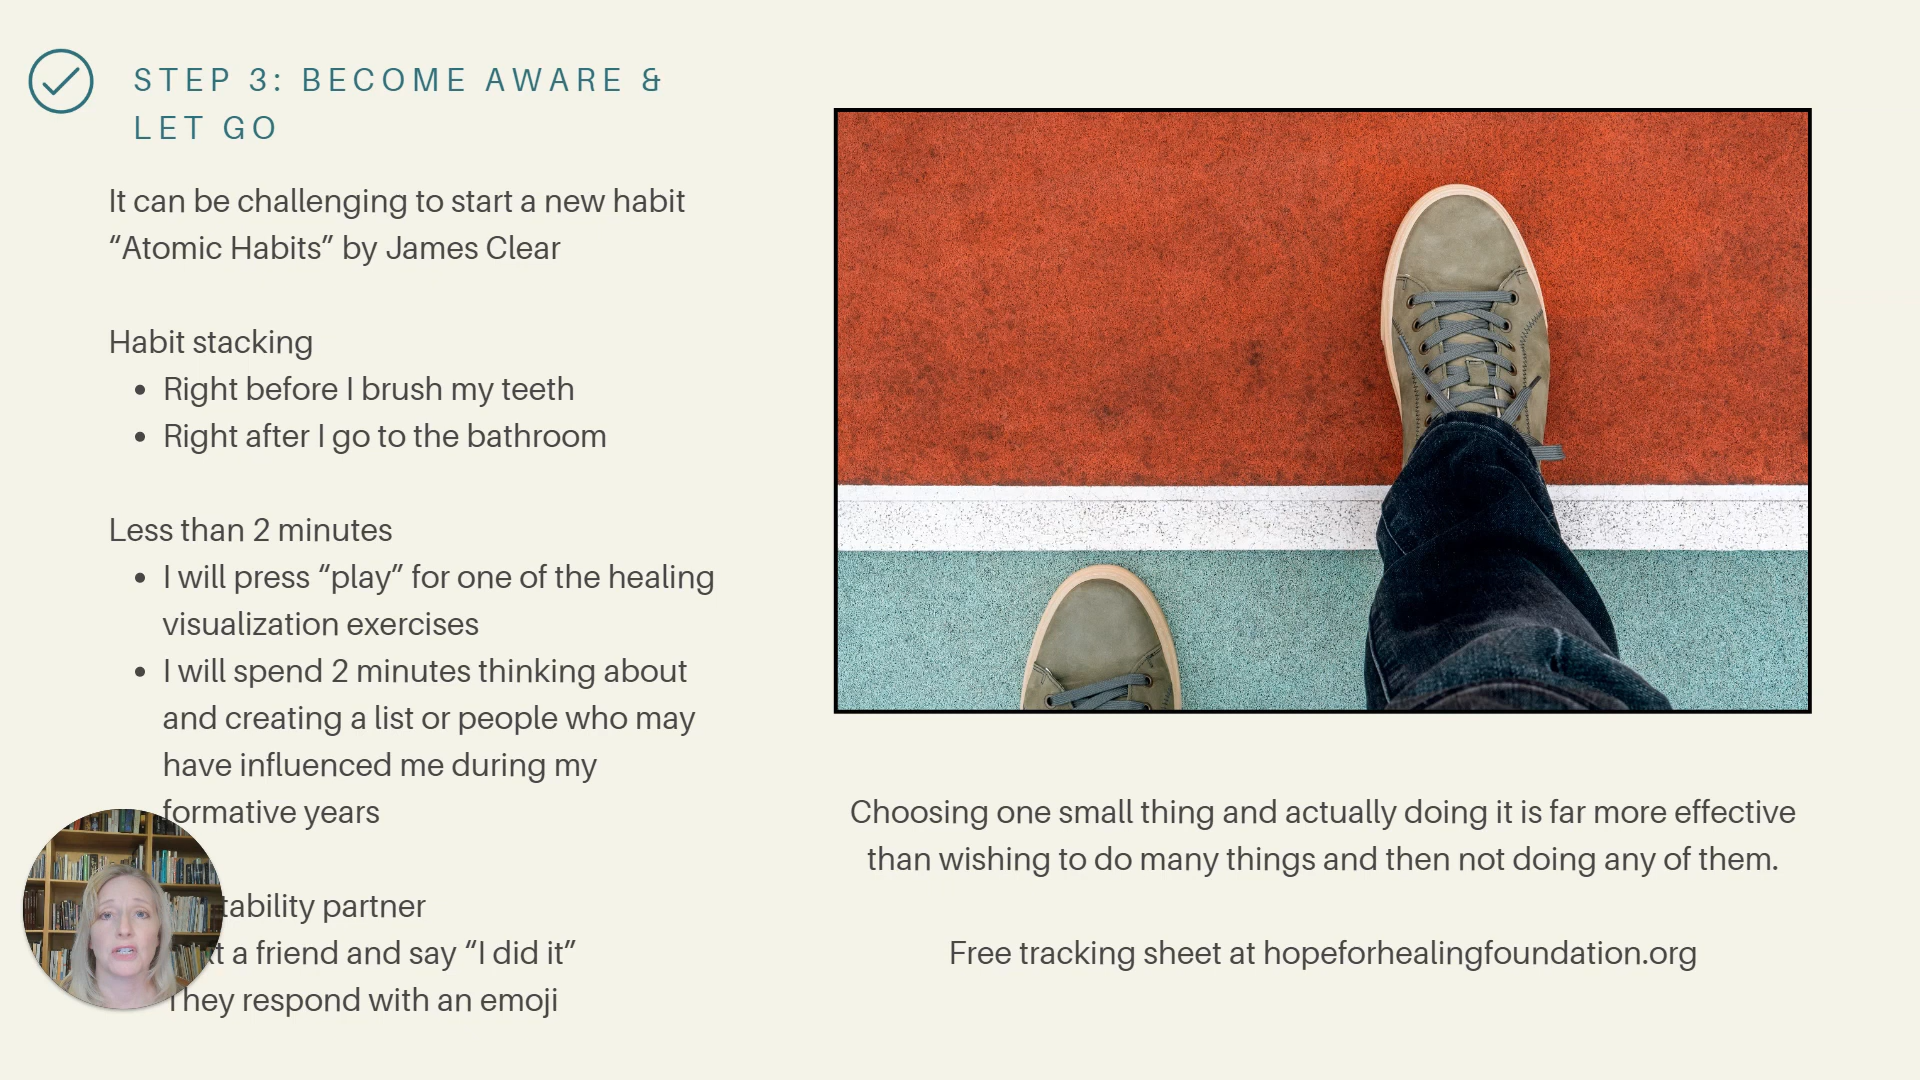 STEP 3: BECOME AWARE &
LET GO
It can be challenging to start a new habit
“Atomic Habits” by James Clear
Habit stacking
• Right before I brush my teeth
• Right after I go to the bathroom
Less than 2 minutes
• I will press “play” for one of the healing
visualization exercises
• I will spend 2 minutes thinking about
and creating a list or people who may
have influenced me during my
formative years
partner
a friend and say “I did it”
They respond with an emoji
Choosing one small thing and actually doing it is far more effective
than wishing to do many things and then not doing any of them.
Free tracking sheet at hopeforhealingfoundation.org